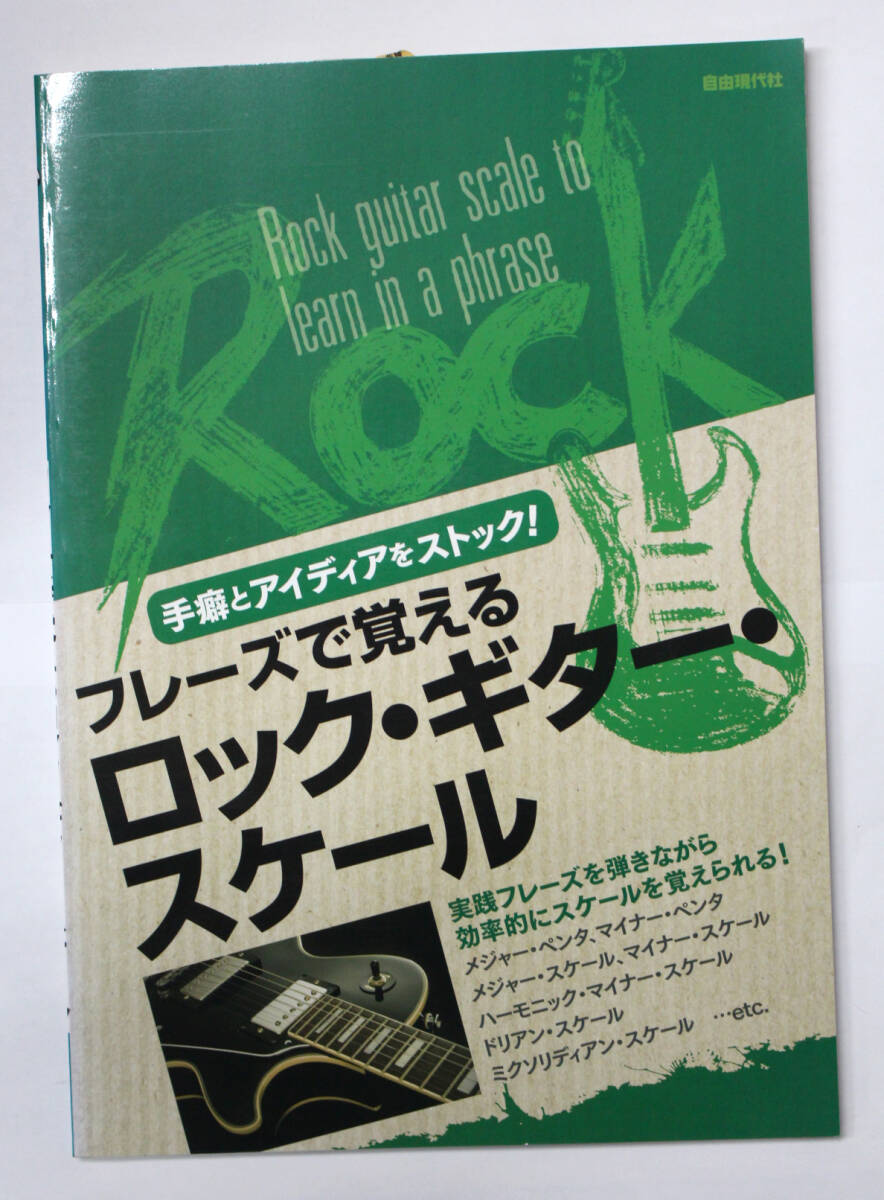 自由現代社
Rock guitar scale to
learn in a phrase
Rock
手癖とアイディアをストック!
フレーズで覚える
ロック・ギター・
スケール
実践フレーズを弾きながら
効率的にスケールを覚えられる!
メジャー・ペンタ、マイナー・ペンタ
メジャー・スケール、マイナー・スケール
ハーモニック・マイナー・スケール
ドリアン・スケール
ミクソリディアン・スケール …etc.